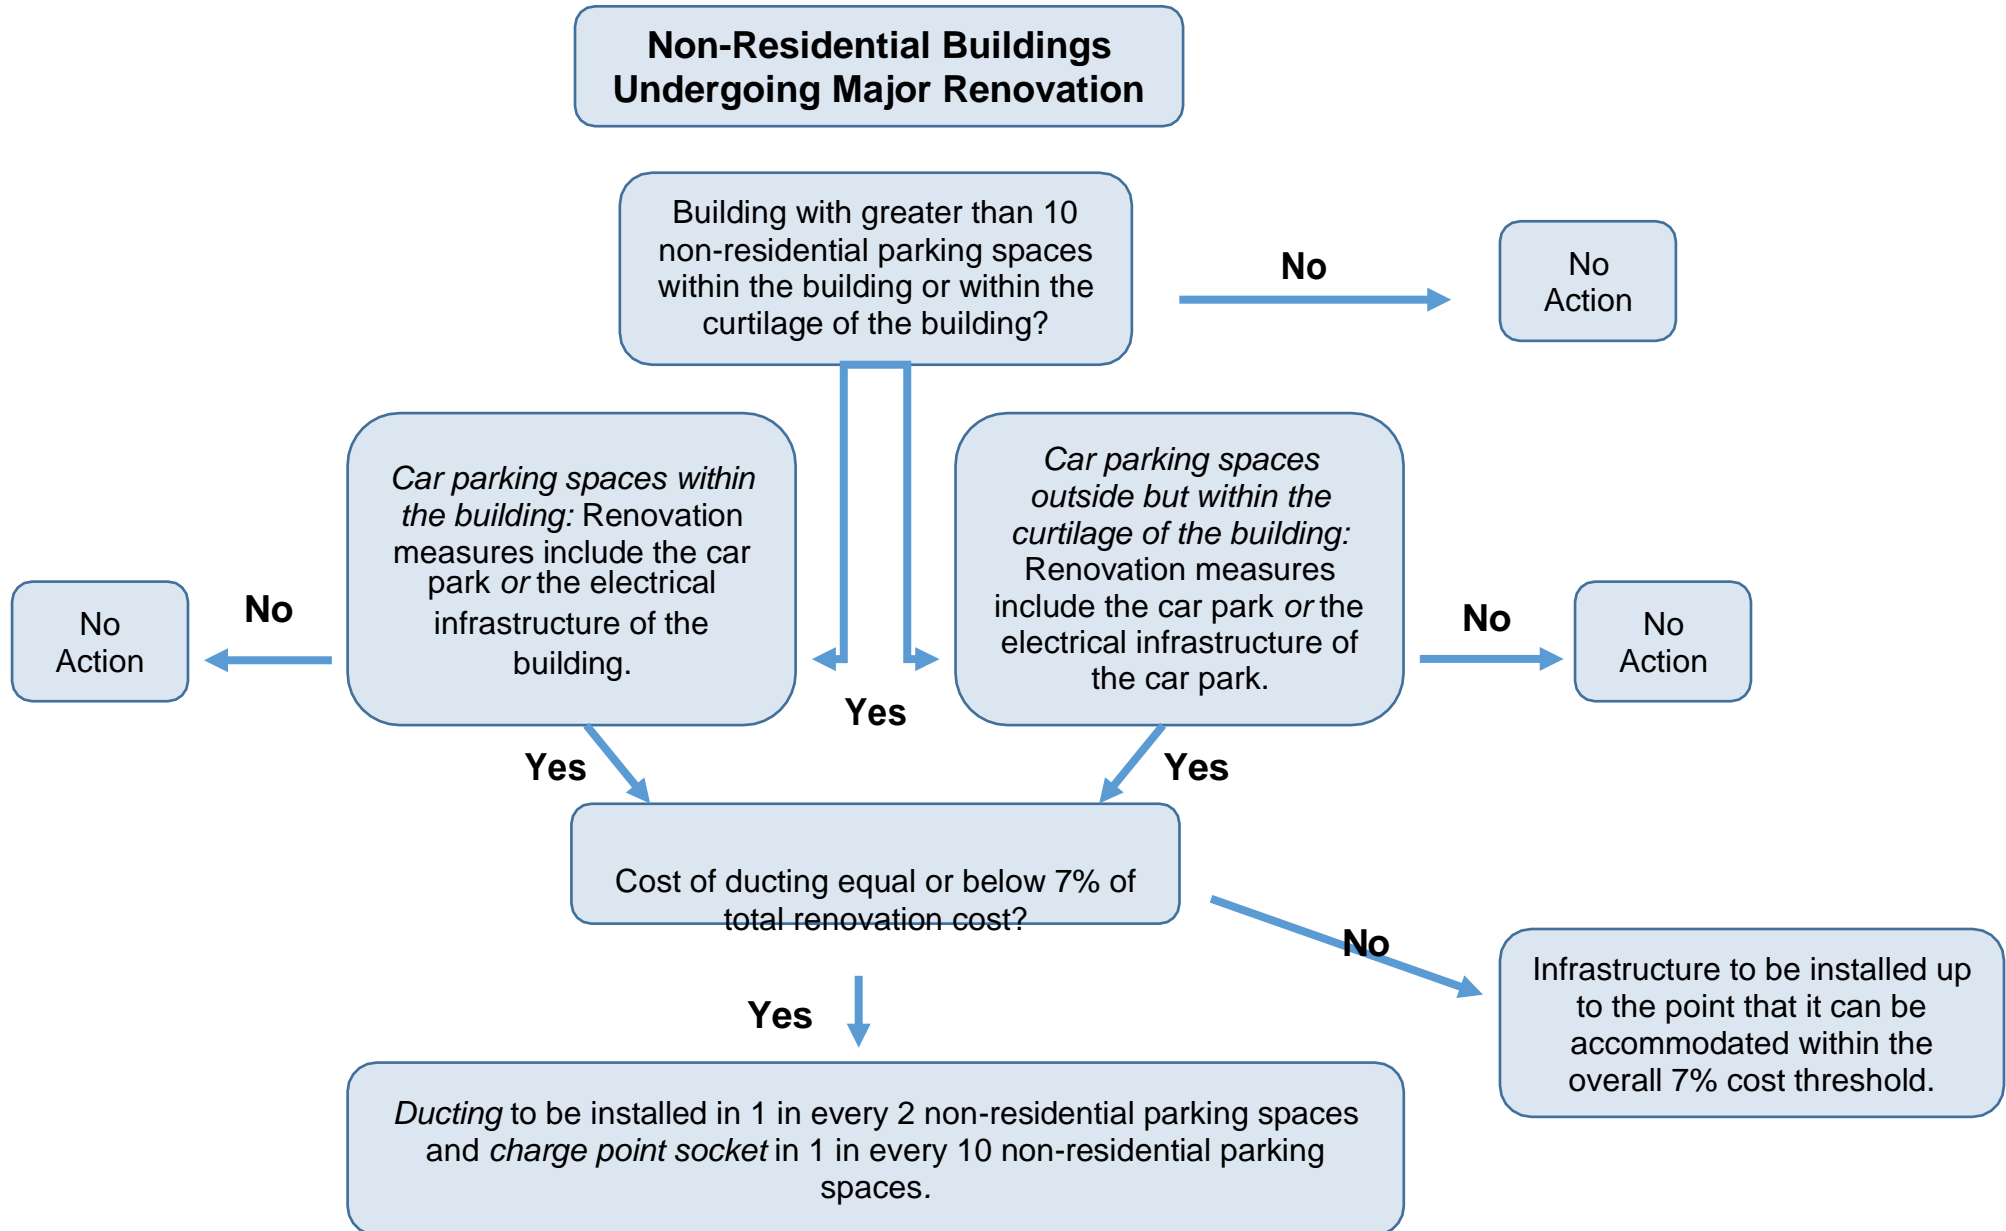 Non-Residential Buildings
Undergoing Major Renovation
Building with greater than 10
non-residential parking spaces
within the building or within the
curtilage of the building?
No
No
Action
Car parking spaces within
the building: Renovation
measures include the car
park or the electrical
infrastructure of the
building.
No
No
Action
Car parking spaces
outside but within the
curtilage of the building:
Renovation measures
include the car park or the
electrical infrastructure of
the car park.
No
No
Action
Yes
Yes
Yes
Cost of ducting equal or below 7% of
total renovation cost?
No
Infrastructure to be installed up
to the point that it can be
accommodated within the
overall 7% cost threshold.
Yes
Ducting to be installed in 1 in every 2 non-residential parking spaces
and charge point socket in 1 in every 10 non-residential parking
spaces.